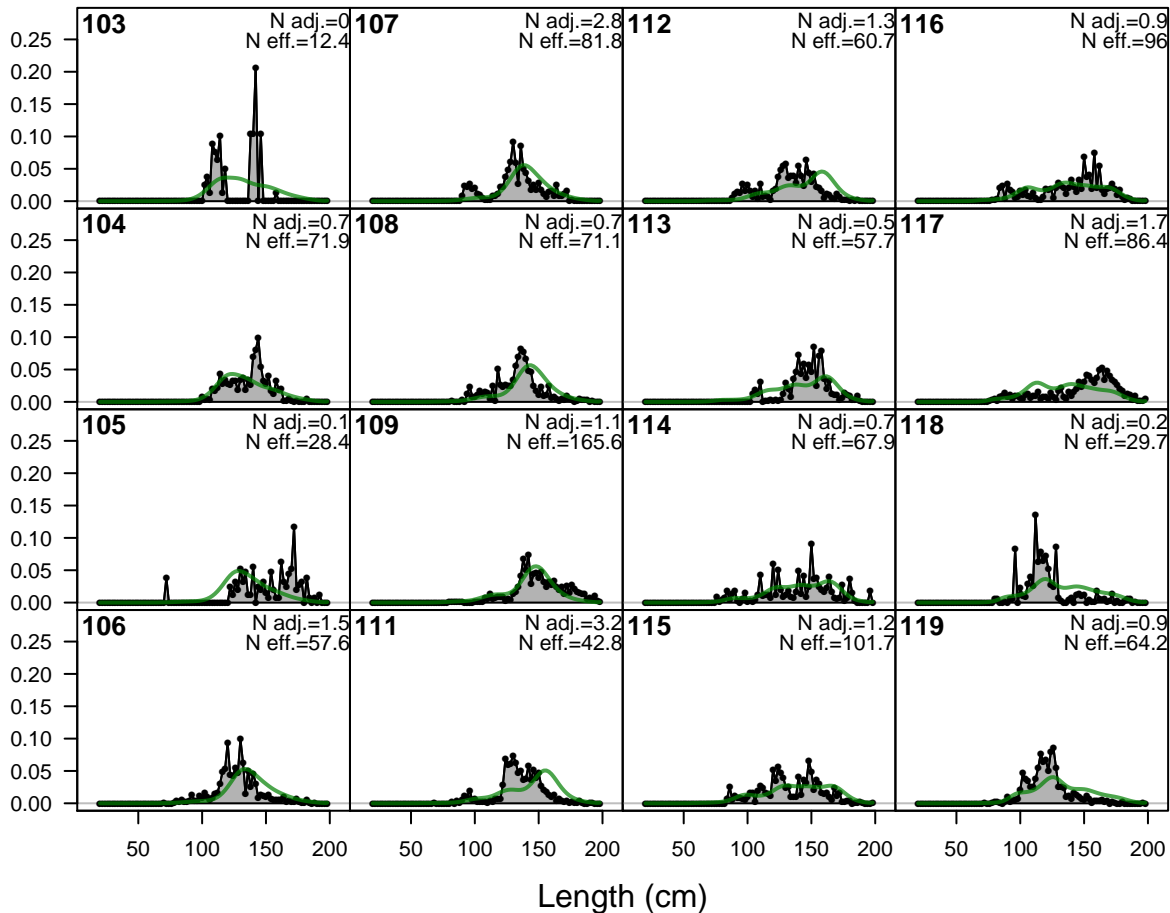 103 N adj.=0
N eff.=12.4
107 N adj.=2.8
N eff.=81.8
112 N adj.=1.3
N eff.=60.7
116 N adj.=0.9
N eff.=96
0.25
0.20
0.15
0.10
0.05
0.00
104 N adj.=0.7
N eff.=71.9
108 N adj.=0.7
N eff.=71.1
113 N adj.=0.5
N eff.=57.7
117 N adj.=1.7
N eff.=86.4
0.25
0.20
0.15
0.10
0.05
0.00
105 N adj.=0.1
N eff.=28.4
109 N adj.=1.1
N eff.=165.6
114 N adj.=0.7
N eff.=67.9
118 N adj.=0.2
N eff.=29.7
0.25
0.20
0.15
0.10
0.05
0.00
106 N adj.=1.5
N eff.=57.6
111 N adj.=3.2
N eff.=42.8
115 N adj.=1.2
N eff.=101.7
119 N adj.=0.9
N eff.=64.2
0.25
0.20
0.15
0.10
0.05
0.00
50 100 150 200 50 100 150 200 50 100 150 200 50 100 150 200
Length (cm)